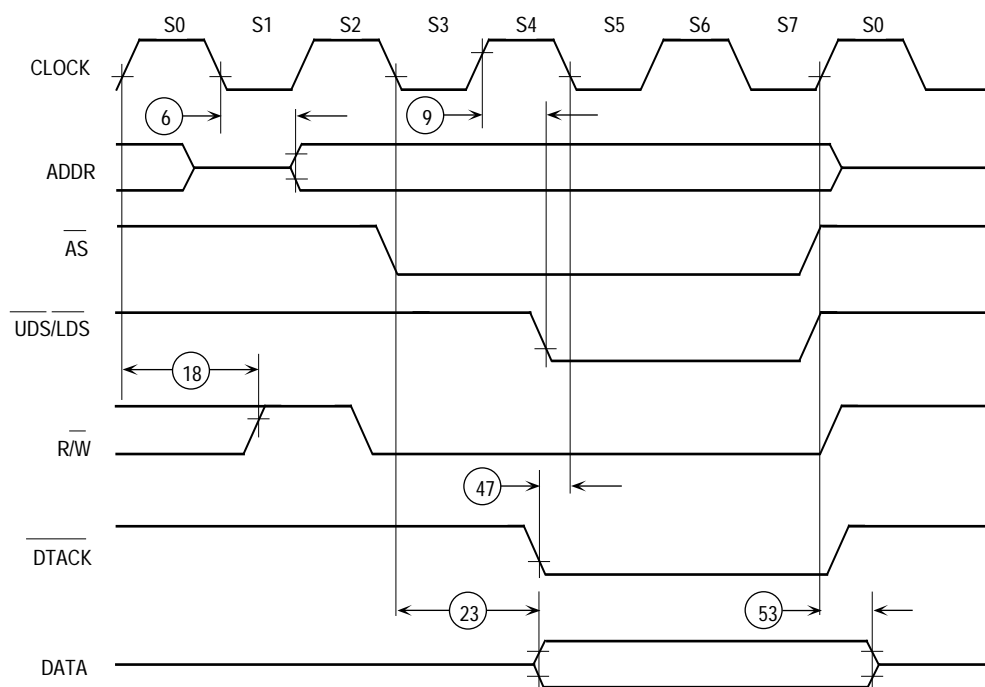 S0 S1 S2 S3 S4 S5 S6 S7 S0
CLOCK
6 9
ADDR
AS
UDS/LDS
18
R/W
47
DTACK
23 53
DATA